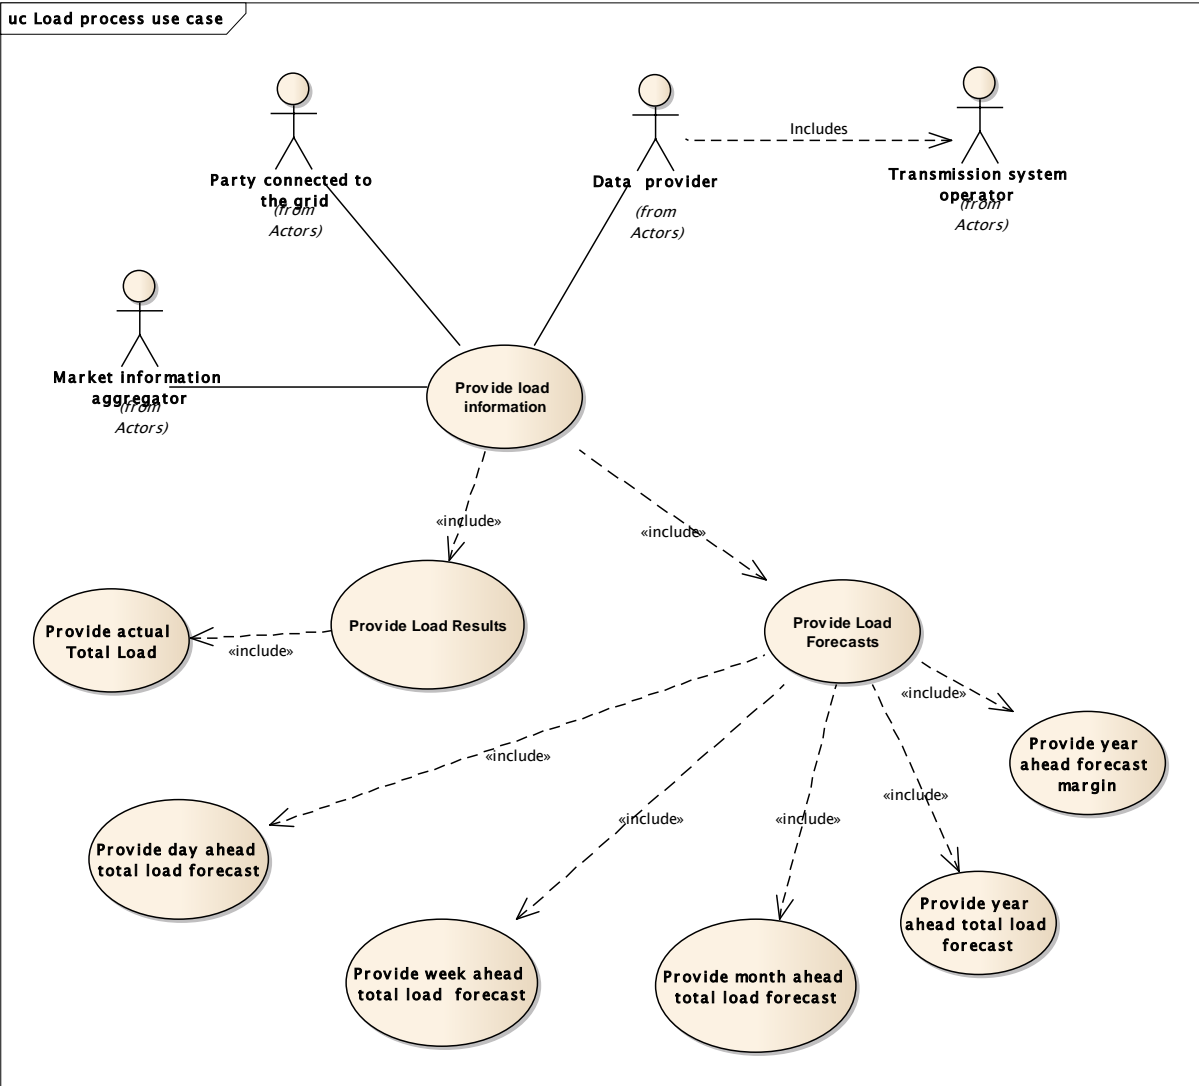 uc Load process use case
Party connected to
the grid
(from
Actors)
Data provider
(from
Actors)
Includes
Transmission system
operator
(from
Actors)
Market information
aggregator
(from
Actors)
Provide load
information
«include»
«include»
Provide actual
Total Load
«include»
Provide Load Results
Provide Load
Forecasts
«include»
«include»
«include»
«include»
«include»
Provide year
ahead forecast
margin
Provide day ahead
total load forecast
Provide year
ahead total load
forecast
Provide week ahead
total load forecast
Provide month ahead
total load forecast